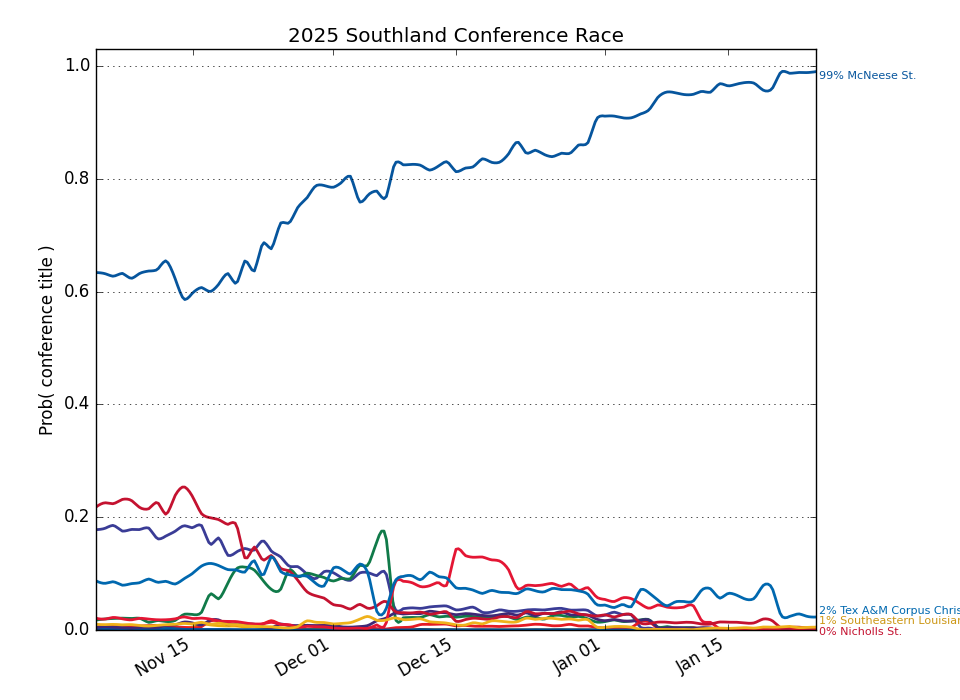 2025 Southland Conference Race
1.0
99% McNeese St.
0.8
0.6
Prob( conference title )
0.4
0.2
2% Tex A&M Corpus Chris
1% Southeastern Louisian
0% Nicholls St.
0.0
Nov 15
Dec 01
Dec 15
Jan 01
Jan 15